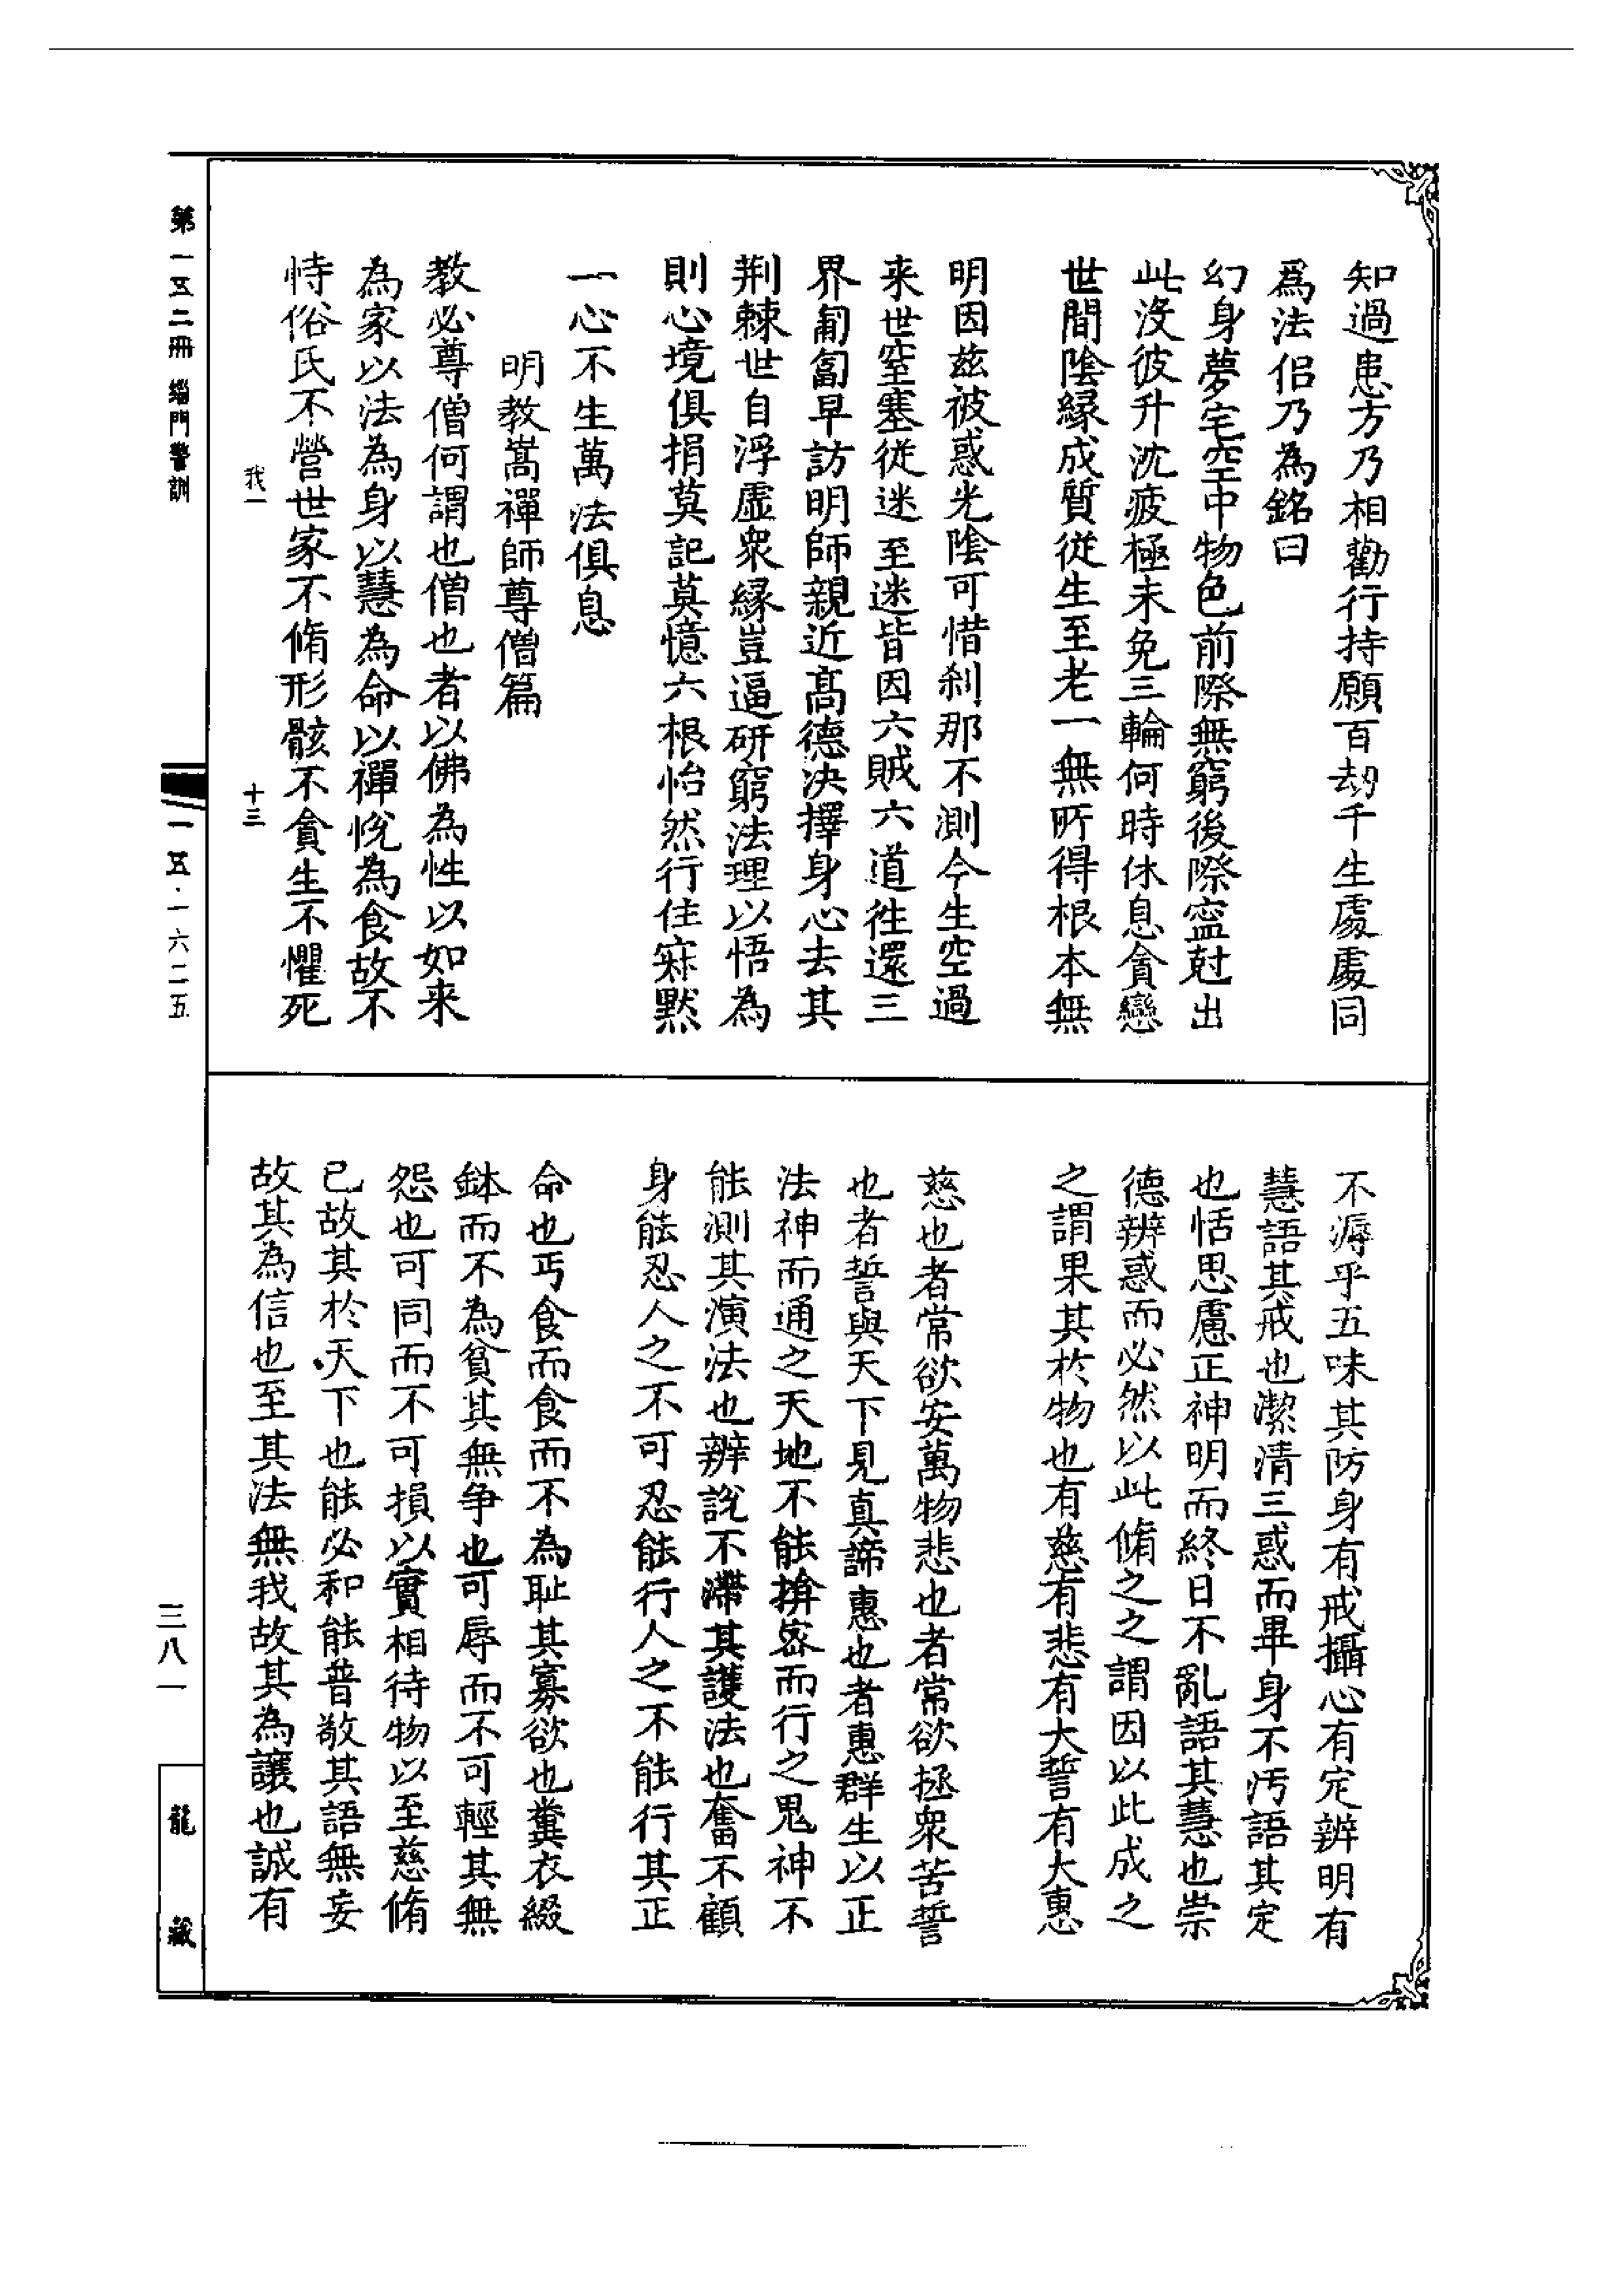 知過患方乃相勸行持願百劫千生處處同
爲法侶乃為銘曰
幻身夢宅空中物色前際無窮後際寧尅出
此沒彼升沈疲極未免三輪何時休息貪戀
世間陰緣成質從生至老一無所得根本無
明因玆被惑光陰可惜刹那不測今生空過
来世窒塞從迷至迷皆因六賊六道徃還三
界匍匐早訪明師親近髙德决擇身心去其
荆棘世自浮虛衆緣豈逼研窮法理以悟為
則心境俱捐莫記莫憶六根怡然行住寂默
一心不生萬法俱息
明教嵩禪師尊僧篇
教必尊僧何謂也僧也者以佛為性以如来
為家以法為身以慧為命以禪悅為食故不
恃俗氏不營世家不脩形骸不貪生不懼死
我一
十三
不溽乎五味其防身有戒攝心有定辨明有
慧語其戒也潔清三惑而畢身不汚語其定
也恬思慮正神明而終日不亂語其慧也崇
德辨惑而必然以此脩之之謂因以此成之
之謂果其於物也有慈有悲有大誓有大惠
慈也者常欲安萬物悲也者常欲拯衆苦誓
也者誓與天下見真諦惠也者惠群生以正
法神而通之天地不能揜宻而行之鬼神不
能測其演法也辨說不滯其護法也奮不顧
身能忍人之不可忍能行人之不能行其正
命也丐食而食而不為恥其寡欲也糞衣綴
鉢而不為貧其無争也可辱而不可輕其無
怨也可同而不可損以實相待物以至慈脩
已故其於天下也能必和能普敬其語無妄
故其為信也至其法無我故其為讓也誠有
第一五二冊 緇門警訓
一五·一六二五
三八一
龍藏